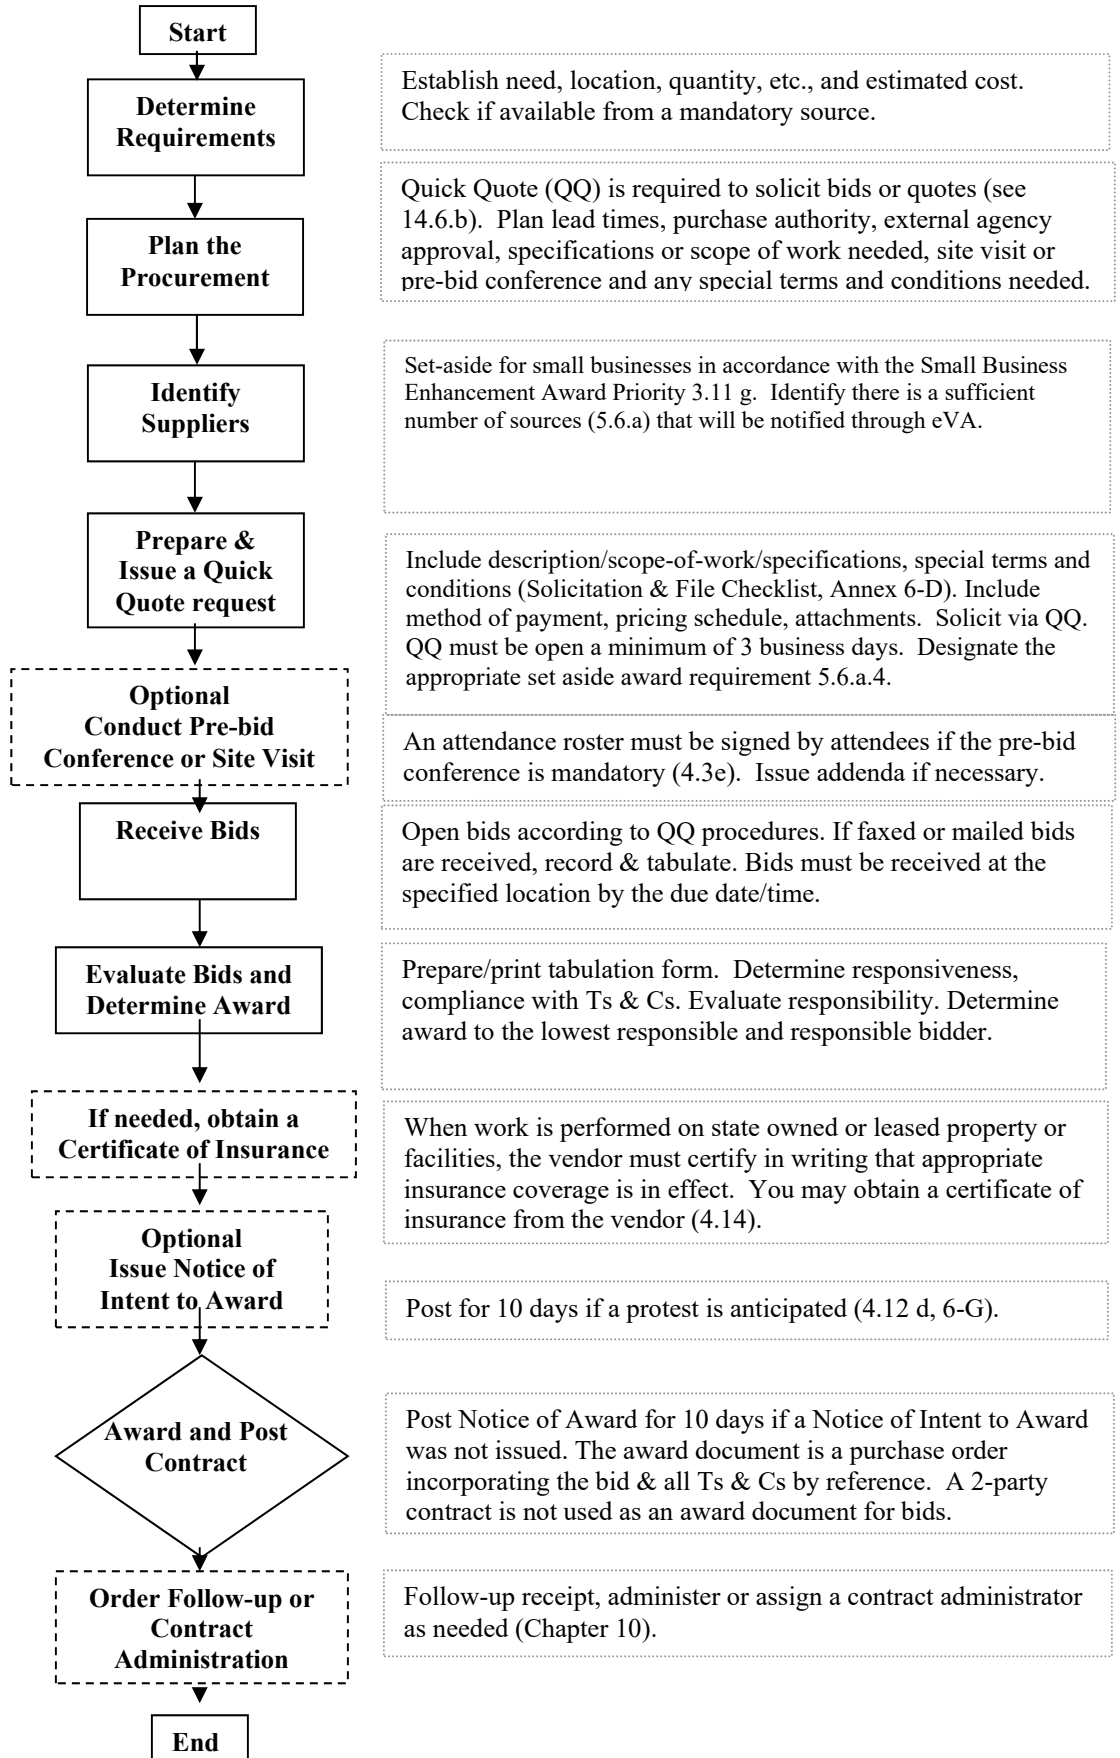 Start
Determine
Requirements
Establish need, location, quantity, etc., and estimated cost.
Check if available from a mandatory source.
Plan the
Procurement
Quick Quote (QQ) is required to solicit bids or quotes (see
14.6.b).  Plan lead times, purchase authority, external agency
approval, specifications or scope of work needed, site visit or
pre-bid conference and any special terms and conditions needed.
Identify
Suppliers
Set-aside for small businesses in accordance with the Small Business
Enhancement Award Priority 3.11 g.  Identify there is a sufficient
number of sources (5.6.a) that will be notified through eVA.
Prepare &
Issue a Quick
Quote request
Include description/scope-of-work/specifications, special terms and
conditions (Solicitation & File Checklist, Annex 6-D). Include
method of payment, pricing schedule, attachments.  Solicit via QQ.
QQ must be open a minimum of 3 business days.  Designate the
appropriate set aside award requirement 5.6.a.4.
Optional
Conduct Pre-bid
Conference or Site Visit
An attendance roster must be signed by attendees if the pre-bid
conference is mandatory (4.3e).  Issue addenda if necessary.
Receive Bids
Open bids according to QQ procedures. If faxed or mailed bids
are received, record & tabulate. Bids must be received at the
specified location by the due date/time.
Evaluate Bids and
Determine Award
Prepare/print tabulation form.  Determine responsiveness,
compliance with Ts & Cs. Evaluate responsibility. Determine
award to the lowest responsible and responsible bidder.
If needed, obtain a
Certificate of Insurance
When work is performed on state owned or leased property or
facilities, the vendor must certify in writing that appropriate
insurance coverage is in effect.  You may obtain a certificate of
insurance from the vendor (4.14).
Optional
Issue Notice of
Intent to Award
Post for 10 days if a protest is anticipated (4.12 d, 6-G).
Award and Post
Contract
Post Notice of Award for 10 days if a Notice of Intent to Award
was not issued. The award document is a purchase order
incorporating the bid & all Ts & Cs by reference.  A 2-party
contract is not used as an award document for bids.
Order Follow-up or
Contract
Administration
Follow-up receipt, administer or assign a contract administrator
as needed (Chapter 10).
End